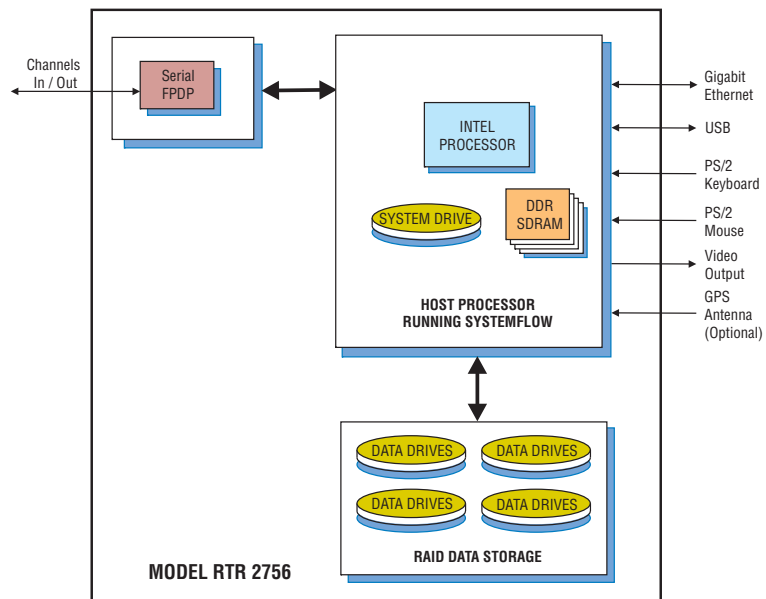 Channels
In / Out
Serial
FPDP
INTEL
PROCESSOR
SYSTEM DRIVE
DDR
SDRAM
HOST PROCESSOR
RUNNING SYSTEMFLOW
Gigabit
Ethernet
USB
PS/2
Keyboard
PS/2
Mouse
Video
Output
GPS
Antenna
(Optional)
DATA DRIVES
DATA DRIVES
DATA DRIVES
DATA DRIVES
RAID DATA STORAGE
MODEL RTR 2756